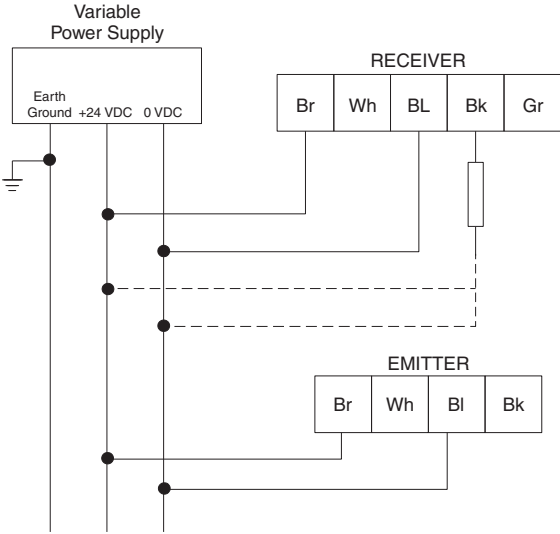 Variable
Power Supply
Earth
Ground +24 VDC 0 VDC
RECEIVER
Br Wh BL Bk Gr
EMITTER
Br Wh Bl Bk